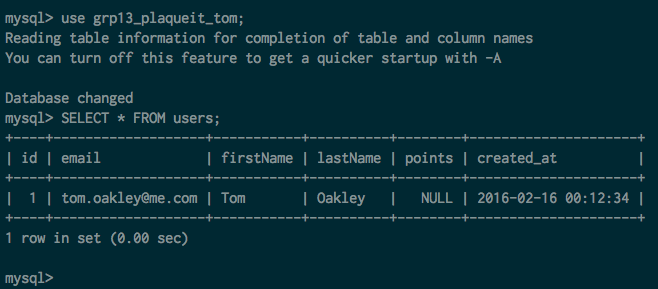 mysql> use grp13_plaqueit_tom;
Reading table information for completion of table and column names
You can turn off this feature to get a quicker startup with -A

Database changed
mysql> SELECT * FROM users;
+----+-------------------+-----------+----------+--------+---------------------+
| id | email             | firstName | lastName | points | created_at          |
+----+-------------------+-----------+----------+--------+---------------------+
|  1 | tom.oakley@me.com | Tom       | Oakley   |   NULL | 2016-02-16 00:12:34 |
+----+-------------------+-----------+----------+--------+---------------------+
1 row in set (0.00 sec)

mysql>